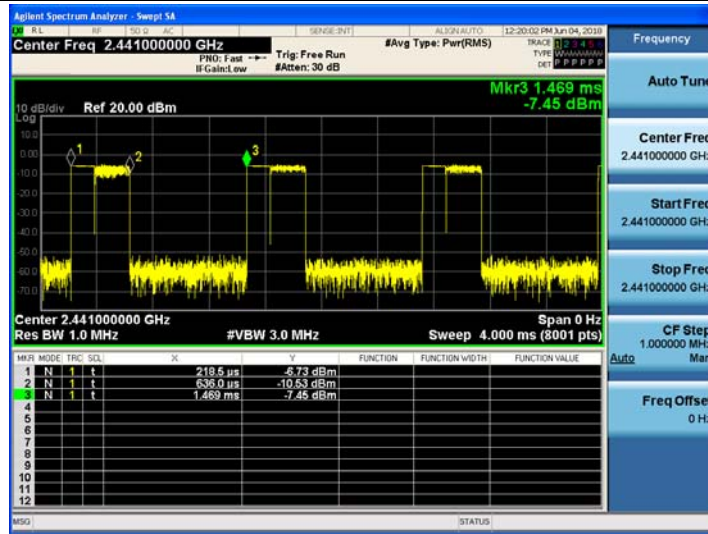 Agilent Spectrum Analyzer - Swept SA
RL RF 50 Ω AC SENSE:INT ALIGN AUTO 12:20:02 PM Jun 04, 2018
Center Freq 2.441000000 GHz
PNO: Fast
IFGain:Low
Trig: Free Run
#Atten: 30 dB
#Avg Type: Pwr(RMS)
TRACE 1 2 3 4 5 6
TYPE
DET P P P P P P
Frequency
Mkr3 1.469 ms
-7.45 dBm
10 dB/div Ref 20.00 dBm
Log
10.0
0.00
-10.0
-20.0
-30.0
-40.0
-50.0
-60.0
-70.0
1
2
3
Center 2.441000000 GHz Span 0 Hz
Res BW 1.0 MHz #VBW 3.0 MHz Sweep 4.000 ms (8001 pts)
MKR MODE TRC SCL X Y FUNCTION FUNCTION WIDTH FUNCTION VALUE
1 N 1 t 218.5 µs -6.73 dBm
2 N 1 t 636.0 µs -10.53 dBm
3 N 1 t 1.469 ms -7.45 dBm
4
5
6
7
8
9
10
11
12
MSG STATUS
Auto Tune
Center Freq
2.441000000 GHz
Start Freq
2.441000000 GHz
Stop Freq
2.441000000 GHz
CF Step
1.000000 MHz
Auto Man
Freq Offset
0 Hz